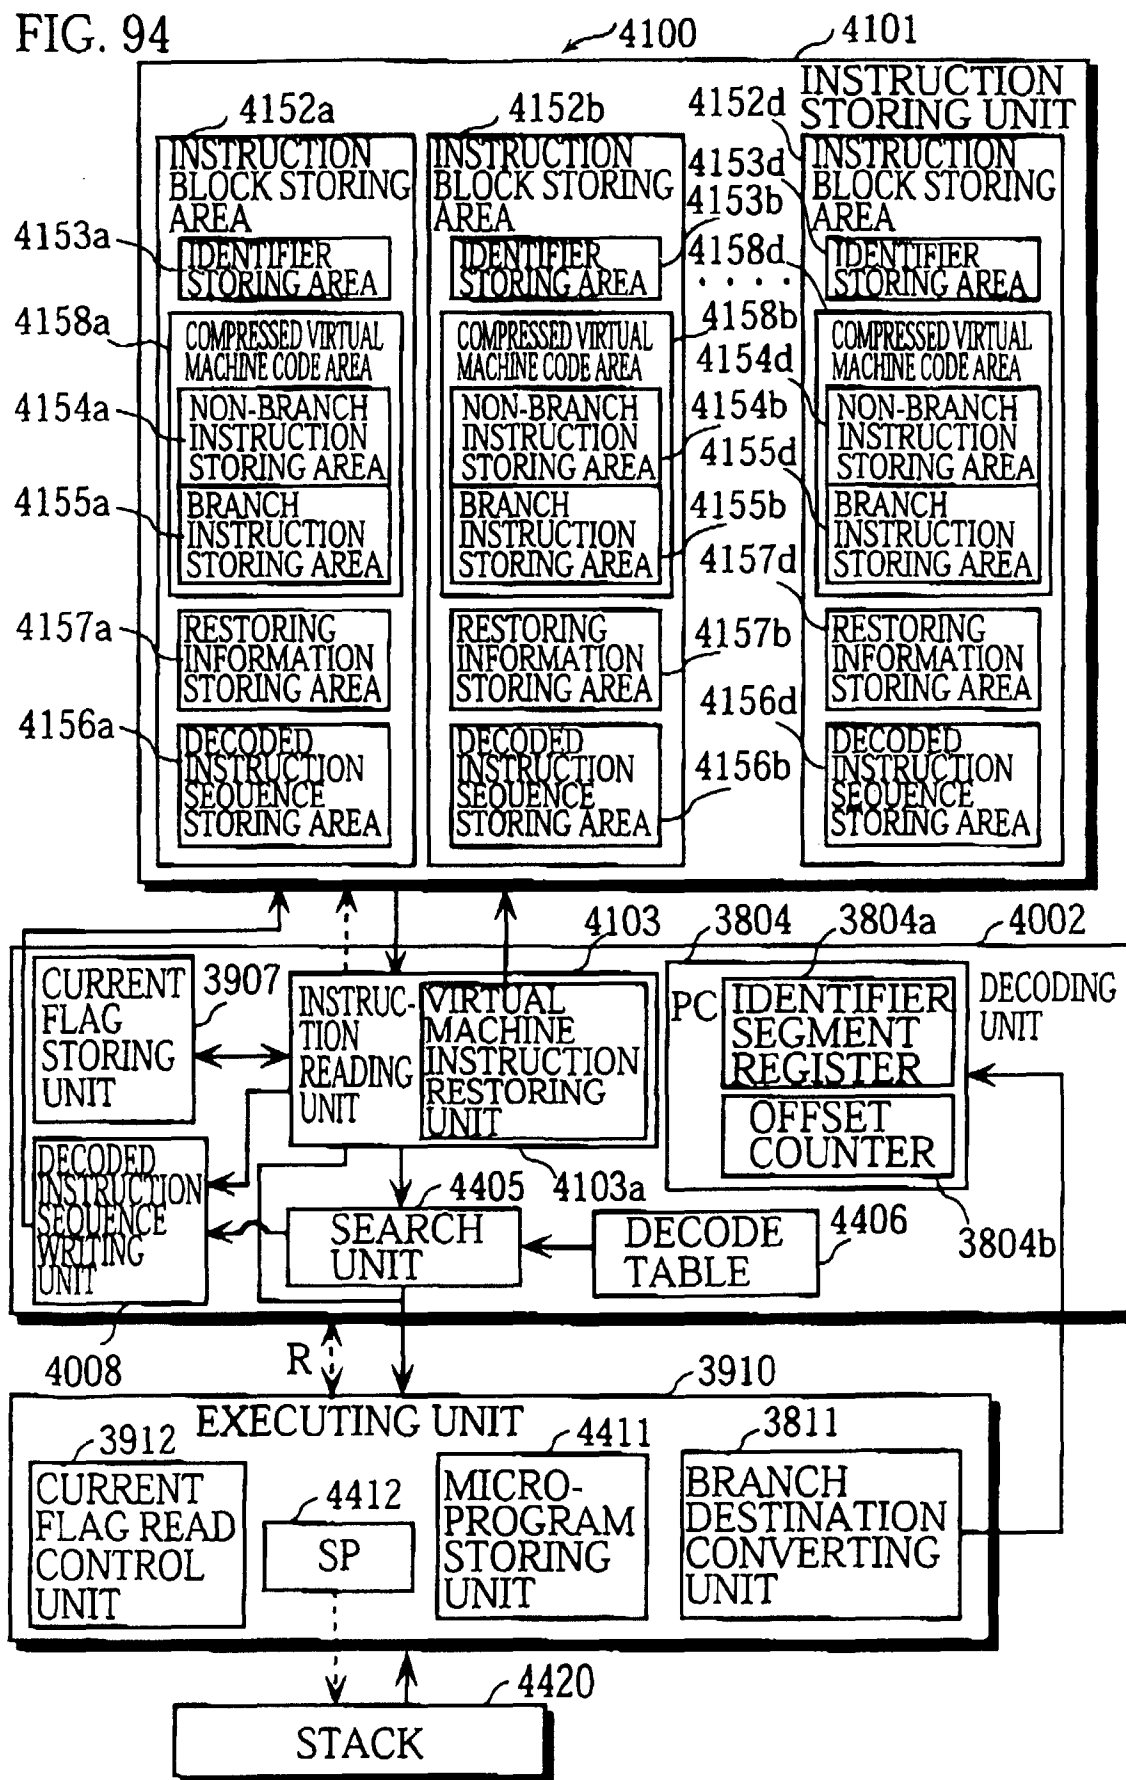 FIG. 94
4100
4101
INSTRUCTION
STORING UNIT
4152a
4152b
4152d
INSTRUCTION
BLOCK STORING
AREA
INSTRUCTION
BLOCK STORING
AREA
INSTRUCTION
BLOCK STORING
AREA
4153a
4153b
4153d
IDENTIFIER
STORING AREA
IDENTIFIER
STORING AREA
. . . .
IDENTIFIER
STORING AREA
4158a
4158b
4158d
COMPRESSED VIRTUAL
MACHINE CODE AREA
COMPRESSED VIRTUAL
MACHINE CODE AREA
COMPRESSED VIRTUAL
MACHINE CODE AREA
4154a
4154b
4154d
NON-BRANCH
INSTRUCTION
STORING AREA
NON-BRANCH
INSTRUCTION
STORING AREA
NON-BRANCH
INSTRUCTION
STORING AREA
4155a
4155b
4155d
BRANCH
INSTRUCTION
STORING AREA
BRANCH
INSTRUCTION
STORING AREA
BRANCH
INSTRUCTION
STORING AREA
4157a
4157b
4157d
RESTORING
INFORMATION
STORING AREA
RESTORING
INFORMATION
STORING AREA
RESTORING
INFORMATION
STORING AREA
4156a
4156b
4156d
DECODED
INSTRUCTION
SEQUENCE
STORING AREA
DECODED
INSTRUCTION
SEQUENCE
STORING AREA
DECODED
INSTRUCTION
SEQUENCE
STORING AREA
4103
3804
3804a
4002
CURRENT
FLAG
STORING
UNIT
3907
INSTRUC-
TION
READING
UNIT
VIRTUAL
MACHINE
INSTRUCTION
RESTORING
UNIT
PC
IDENTIFIER
SEGMENT
REGISTER
DECODING
UNIT
OFFSET
COUNTER
DECODED
INSTRUCTION
SEQUENCE
WRITING
UNIT
4405
4103a
SEARCH
UNIT
DECODE
TABLE
4406
3804b
4008
R
3910
EXECUTING UNIT
3912
CURRENT
FLAG READ
CONTROL
UNIT
4412
SP
4411
MICRO-
PROGRAM
STORING
UNIT
3811
BRANCH
DESTINATION
CONVERTING
UNIT
4420
STACK